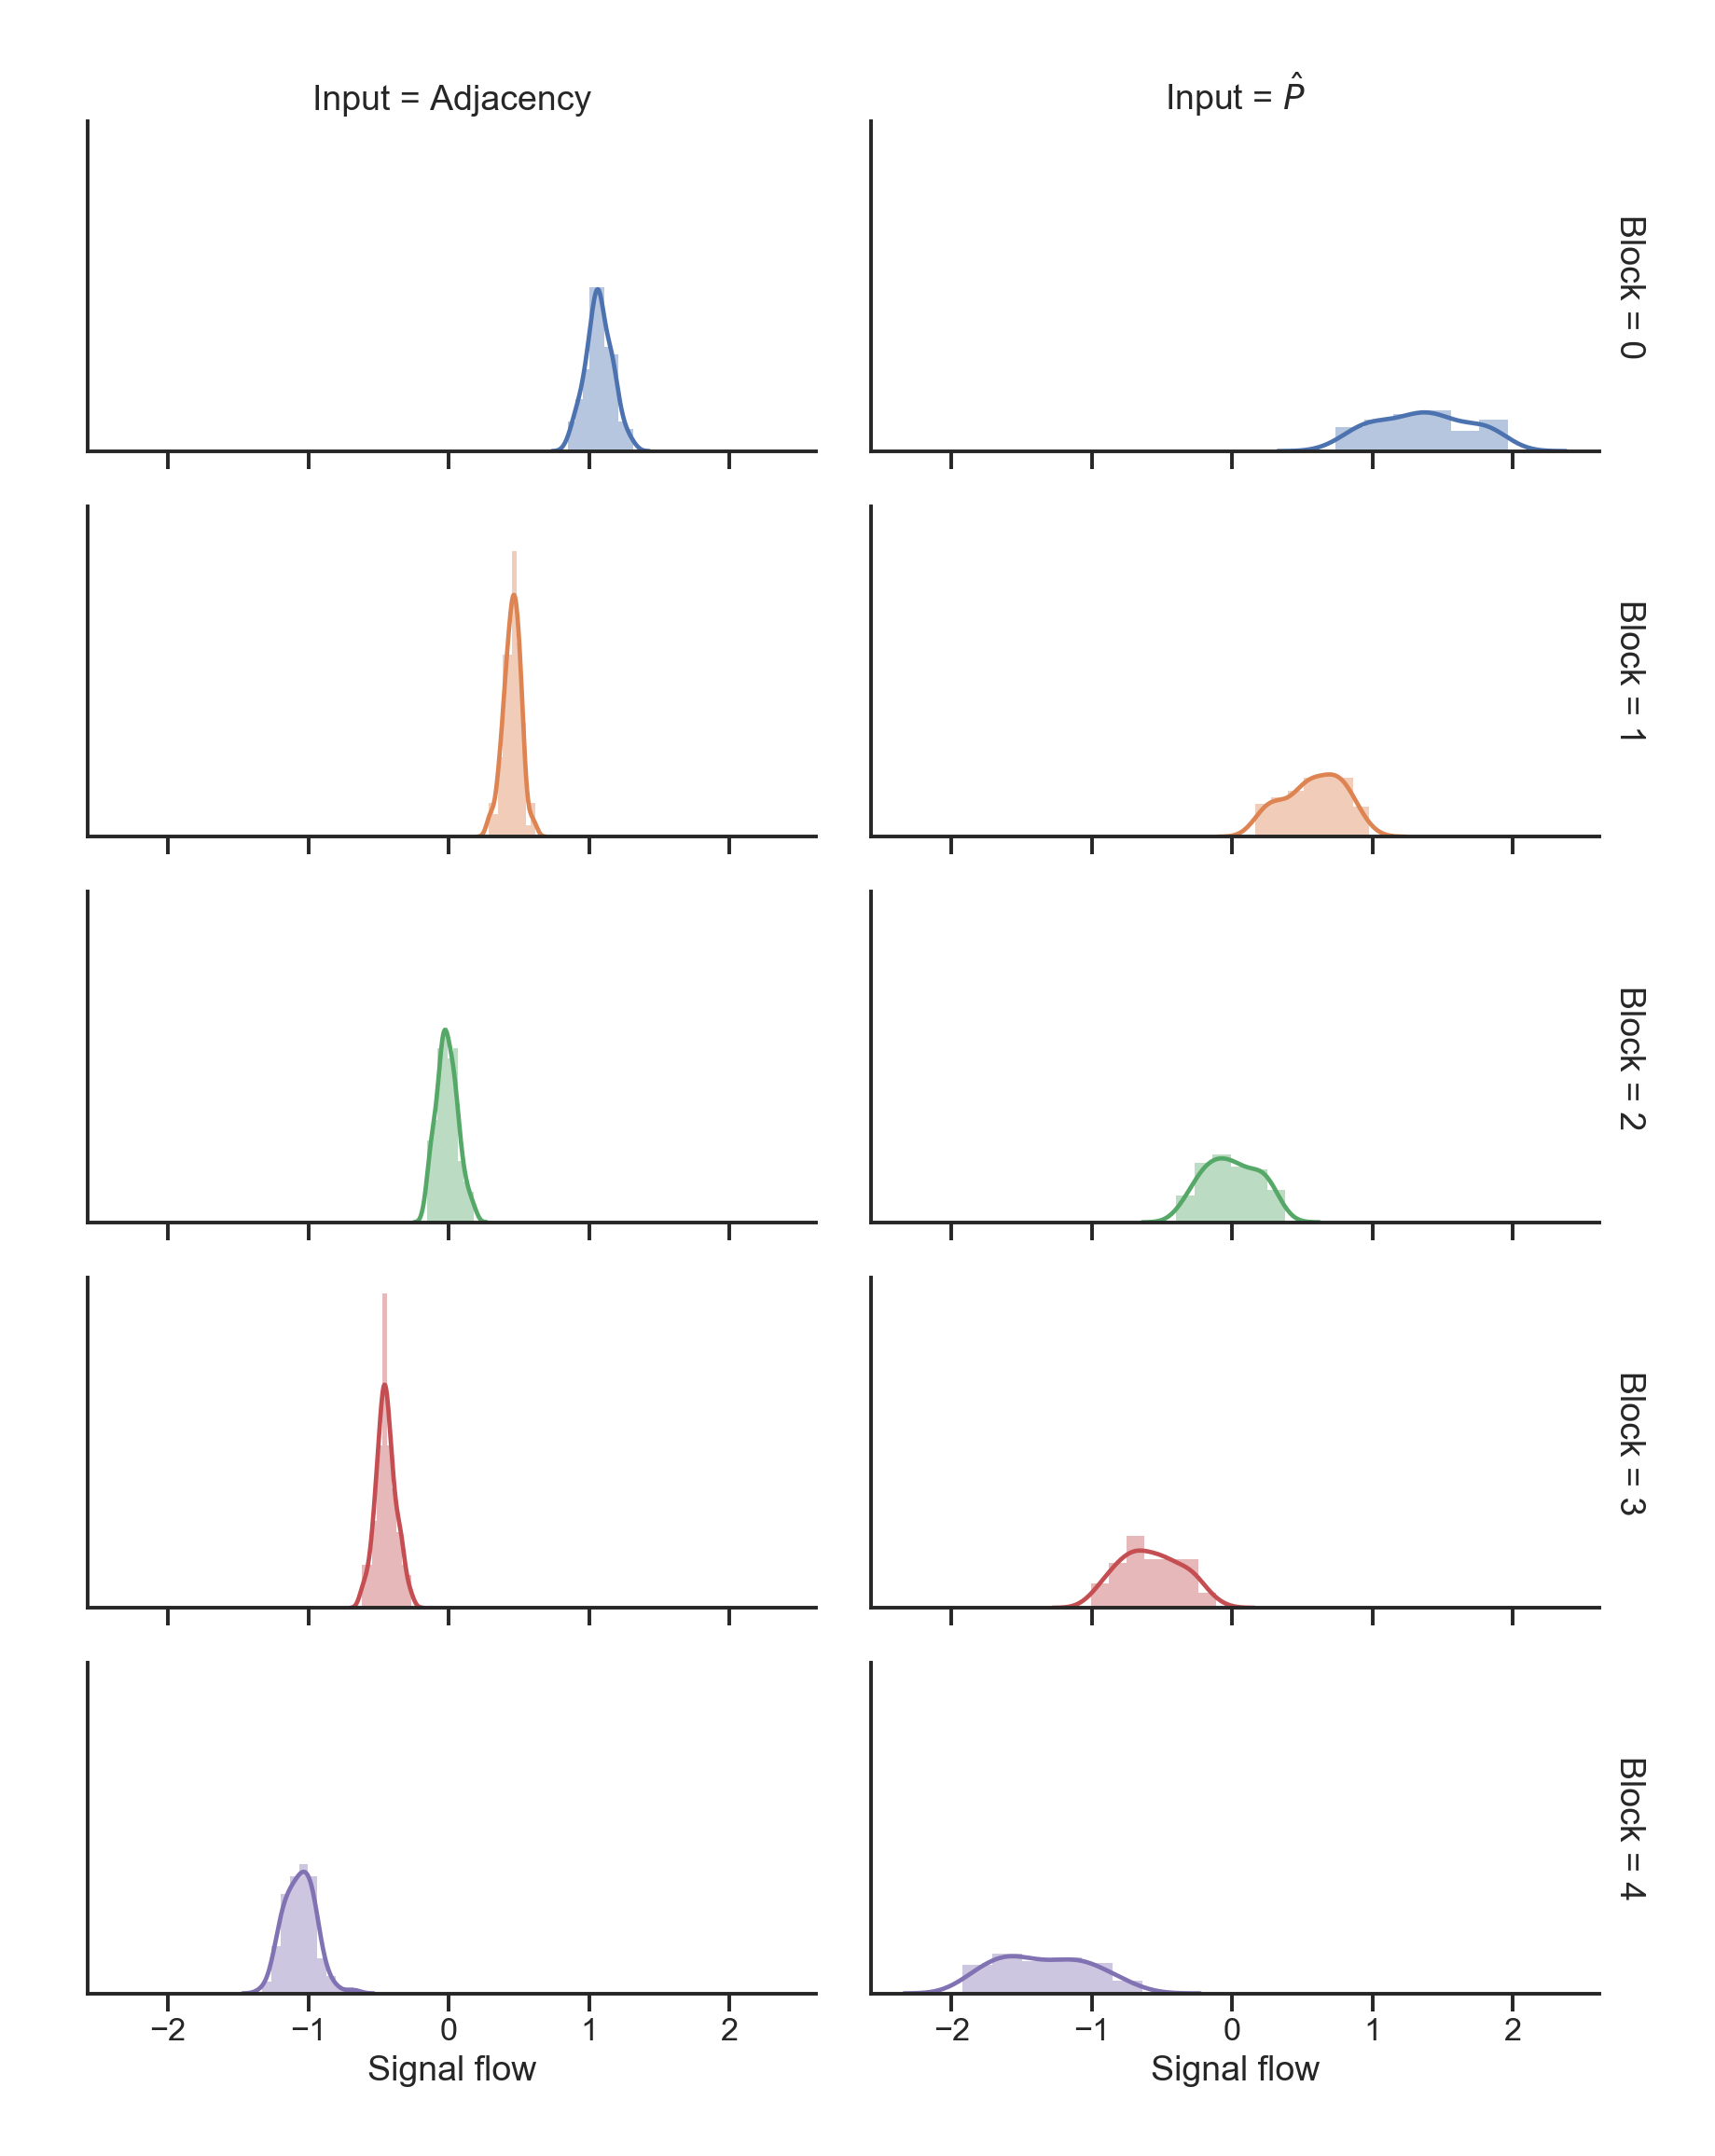 Input = Adjacency
Input = P̂
Block = 0
Block = 1
Block = 2
Block = 3
Block = 4
−2 −1 0 1 2
−2 −1 0 1 2
Signal flow
Signal flow